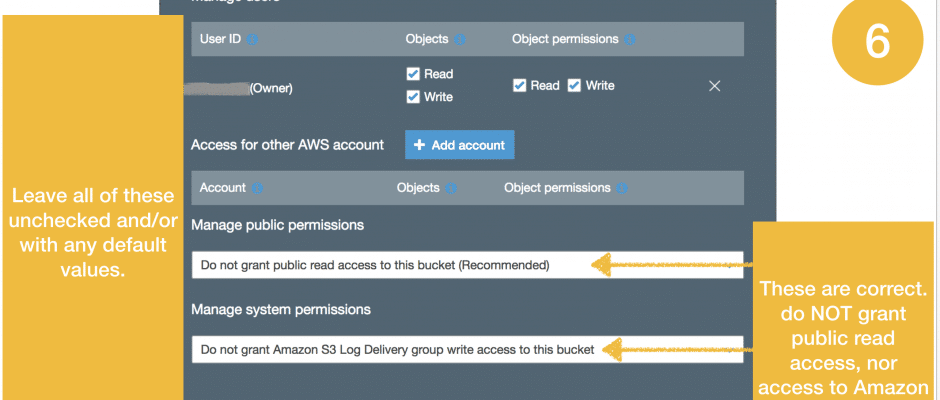 Manage users
User ID Objects Object permissions
(Owner) Read Read Write
Write
Access for other AWS account + Add account
Account Objects Object permissions
Manage public permissions
Do not grant public read access to this bucket (Recommended)
Manage system permissions
Do not grant Amazon S3 Log Delivery group write access to this bucket
Leave all of these
unchecked and/or
with any default
values.
6
These are correct.
do NOT grant
public read
access, nor
access to Amazon